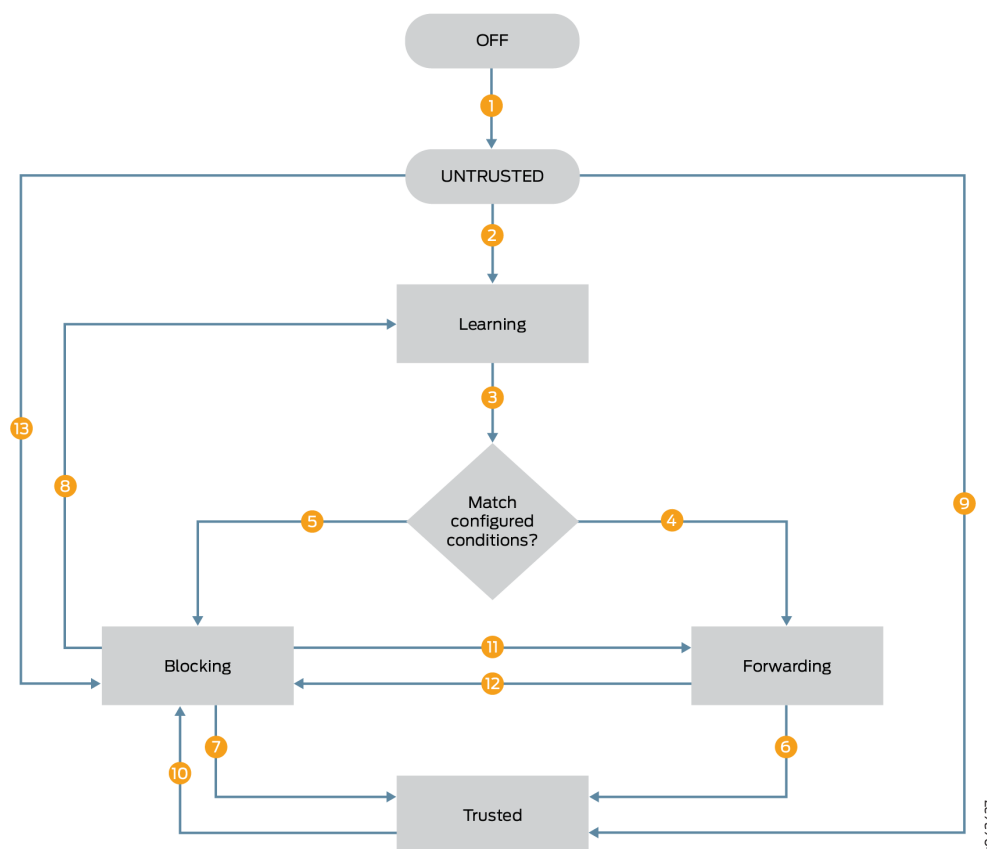 OFF
1
UNTRUSTED
2
Learning
3
13
8
9
Match
configured
conditions?
5
4
11
Blocking
Forwarding
12
7
6
10
Trusted